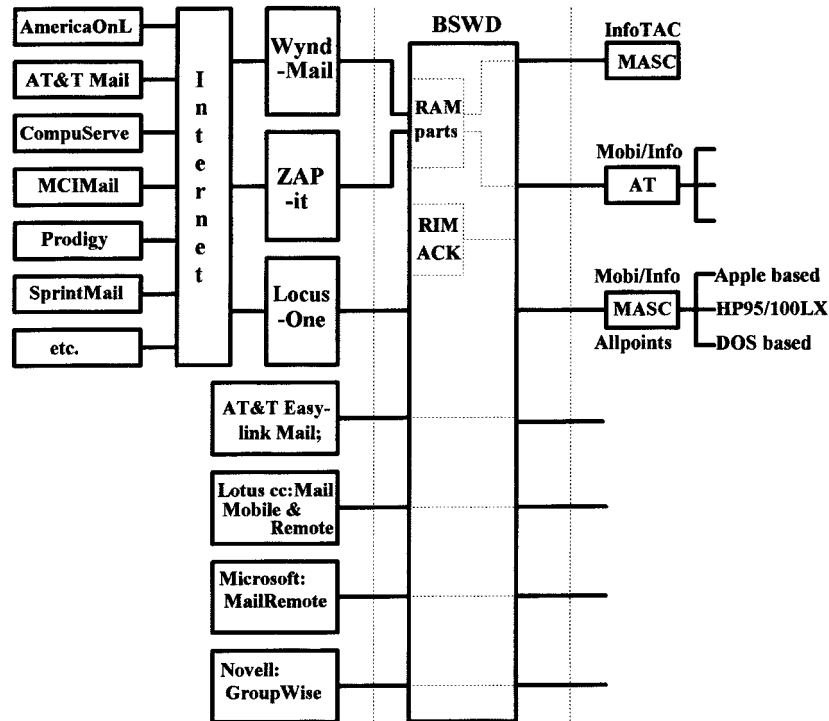 AmericaOnL
AT&T Mail
CompuServe
MCIMail
Prodigy
SprintMail
etc.
Internet
Wynd
-Mail
ZAP
-it
Locus
-One
AT&T Easy-
link Mail;
Lotus cc:Mail
Mobile &
Remote
Microsoft:
MailRemote
Novell:
GroupWise
BSWD
RAM
parts
RIM
ACK
InfoTAC
MASC
Mobi/Info
AT
Mobi/Info
MASC
Allpoints
Apple based
HP95/100LX
DOS based